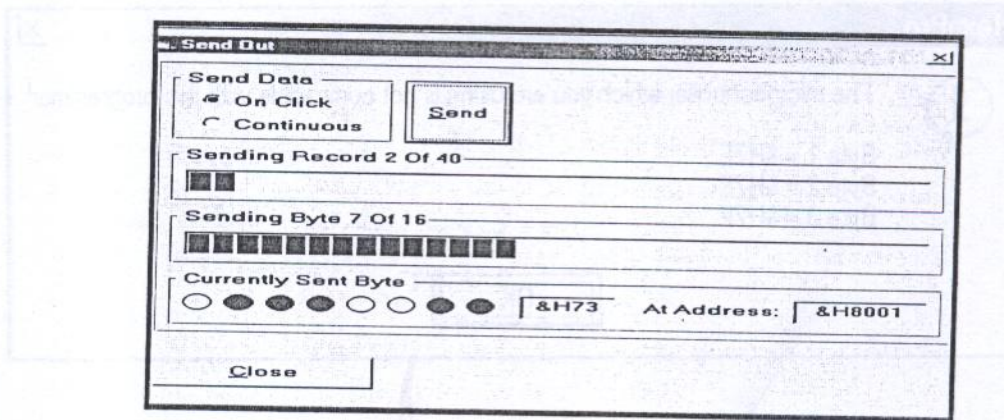 Send Out
Send Data
On Click
Continuous
Send
Sending Record 2 Of 40
Sending Byte 7 Of 16
Currently Sent Byte
&H73
At Address:
&H8001
Close